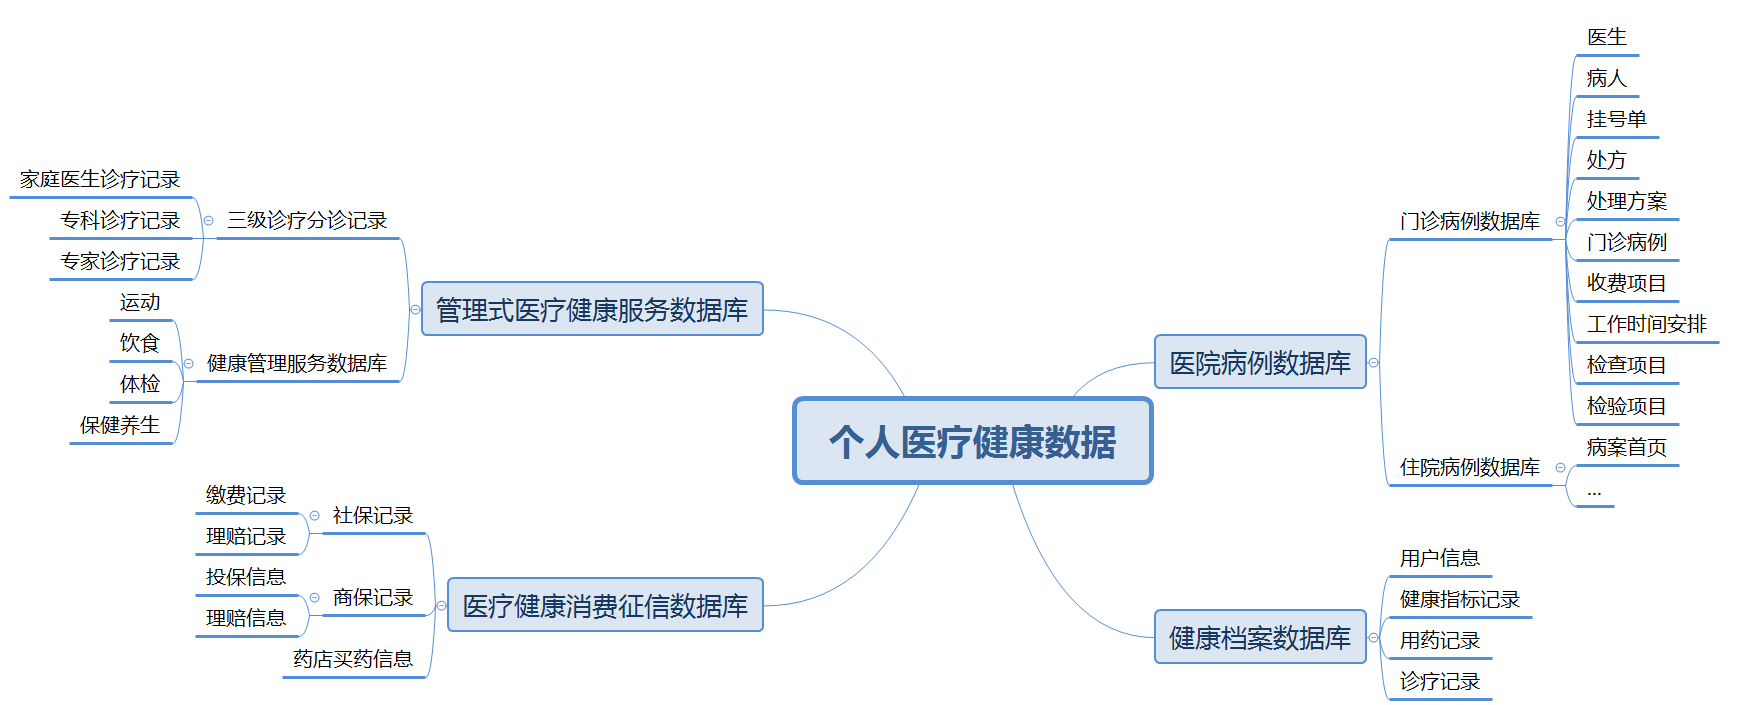 个人医疗健康数据
管理式医疗健康服务数据库
三级诊疗分诊记录
家庭医生诊疗记录
专科诊疗记录
专家诊疗记录
健康管理服务数据库
运动
饮食
体检
保健养生
医疗健康消费征信数据库
社保记录
缴费记录
理赔记录
商保记录
投保信息
理赔信息
药店买药信息
医院病例数据库
门诊病例数据库
医生
病人
挂号单
处方
处理方案
门诊病例
收费项目
工作时间安排
检查项目
检验项目
住院病例数据库
病案首页
...
健康档案数据库
用户信息
健康指标记录
用药记录
诊疗记录